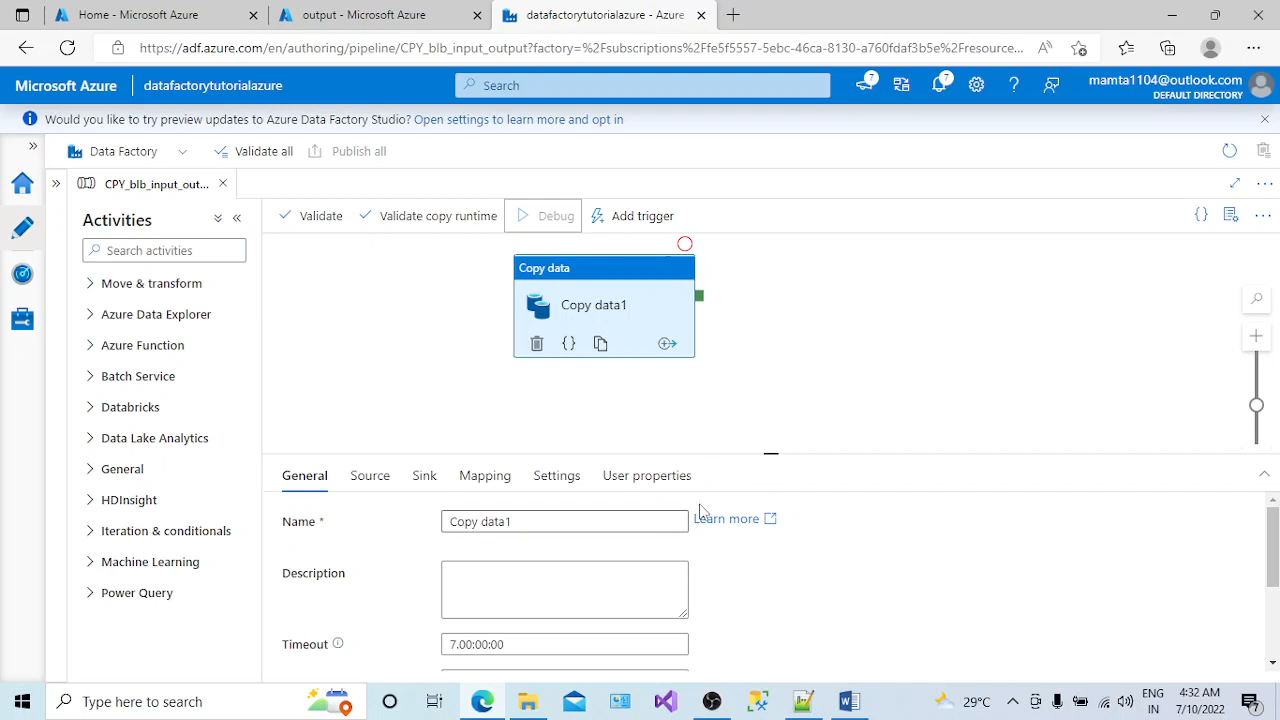 Home - Microsoft Azure
output - Microsoft Azure
datafactorytutorialazure - Azure
https://adf.azure.com/en/authoring/pipeline/CPY_blb_input_output?factory=%2Fsubscriptions%2Ffe5f5557-5ebc-46ca-8130-a760fdaf3b5e%2Fresource...
Microsoft Azure
datafactorytutorialazure
Search
7
7
mamta1104@outlook.com
DEFAULT DIRECTORY
Would you like to try preview updates to Azure Data Factory Studio? Open settings to learn more and opt in
Data Factory
Validate all
Publish all
CPY_blb_input_out...
Activities
Validate
Validate copy runtime
Debug
Add trigger
Search activities
Move & transform
Azure Data Explorer
Azure Function
Batch Service
Databricks
Data Lake Analytics
General
HDInsight
Iteration & conditionals
Machine Learning
Power Query
Copy data
Copy data1
General
Source
Sink
Mapping
Settings
User properties
Name *
Copy data1
Learn more
Description
Timeout
7.00:00:00
Type here to search
29°C
ENG
IN
4:32 AM
7/10/2022
7